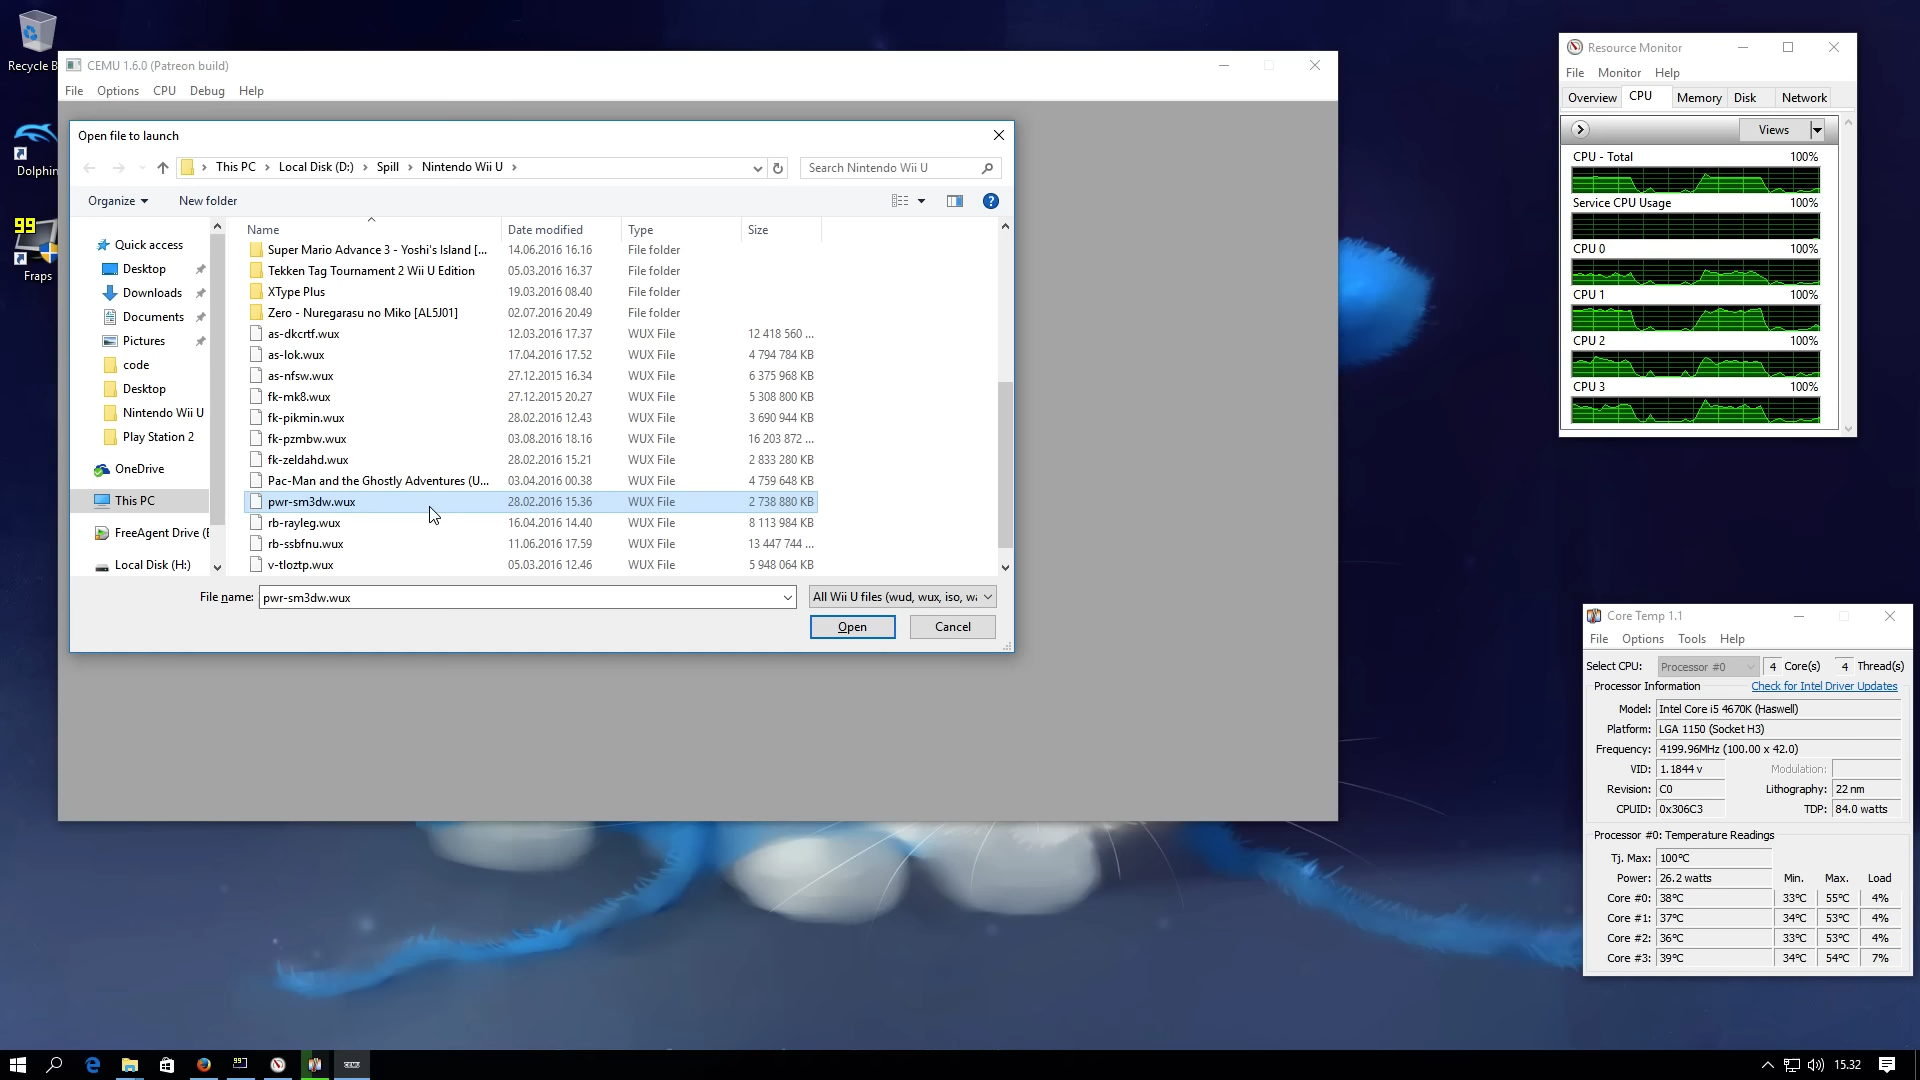 Recycle B
Dolphin
99
Fraps
CEMU 1.6.0 (Patreon build)
File Options CPU Debug Help
Open file to launch
This PC Local Disk (D:) Spill Nintendo Wii U
Search Nintendo Wii U
Organize New folder
Quick access
Desktop
Downloads
Documents
Pictures
code
Desktop
Nintendo Wii U
Play Station 2
OneDrive
This PC
FreeAgent Drive (E
Local Disk (H:)
Name Date modified Type Size
Super Mario Advance 3 - Yoshi's Island [... 14.06.2016 16.16 File folder
Tekken Tag Tournament 2 Wii U Edition 05.03.2016 16.37 File folder
XType Plus 19.03.2016 08.40 File folder
Zero - Nuregarasu no Miko [AL5J01] 02.07.2016 20.49 File folder
as-dkcrtf.wux 12.03.2016 17.37 WUX File 12 418 560 ...
as-lok.wux 17.04.2016 17.52 WUX File 4 794 784 KB
as-nfsw.wux 27.12.2015 16.34 WUX File 6 375 968 KB
fk-mk8.wux 27.12.2015 20.27 WUX File 5 308 800 KB
fk-pikmin.wux 28.02.2016 12.43 WUX File 3 690 944 KB
fk-pzmbw.wux 03.08.2016 18.16 WUX File 16 203 872 ...
fk-zeldahd.wux 28.02.2016 15.21 WUX File 2 833 280 KB
Pac-Man and the Ghostly Adventures (U... 03.04.2016 00.38 WUX File 4 759 648 KB
pwr-sm3dw.wux 28.02.2016 15.36 WUX File 2 738 880 KB
rb-rayleg.wux 16.04.2016 14.40 WUX File 8 113 984 KB
rb-ssbfnu.wux 11.06.2016 17.59 WUX File 13 447 744 ...
v-tloztp.wux 05.03.2016 12.46 WUX File 5 948 064 KB
File name: pwr-sm3dw.wux All Wii U files (wud, wux, iso, wa
Open Cancel
Resource Monitor
File Monitor Help
Overview CPU Memory Disk Network
Views
CPU - Total 100%
Service CPU Usage 100%
CPU 0 100%
CPU 1 100%
CPU 2 100%
CPU 3 100%
Core Temp 1.1
File Options Tools Help
Select CPU: Processor #0 4 Core(s) 4 Thread(s)
Processor Information Check for Intel Driver Updates
Model: Intel Core i5 4670K (Haswell)
Platform: LGA 1150 (Socket H3)
Frequency: 4199.96MHz (100.00 x 42.0)
VID: 1.1844 v Modulation:
Revision: C0 Lithography: 22 nm
CPUID: 0x306C3 TDP: 84.0 watts
Processor #0: Temperature Readings
Tj. Max: 100°C
Power: 26.2 watts Min. Max. Load
Core #0: 38°C 33°C 55°C 4%
Core #1: 37°C 34°C 53°C 4%
Core #2: 36°C 33°C 53°C 4%
Core #3: 39°C 34°C 54°C 7%
15.32